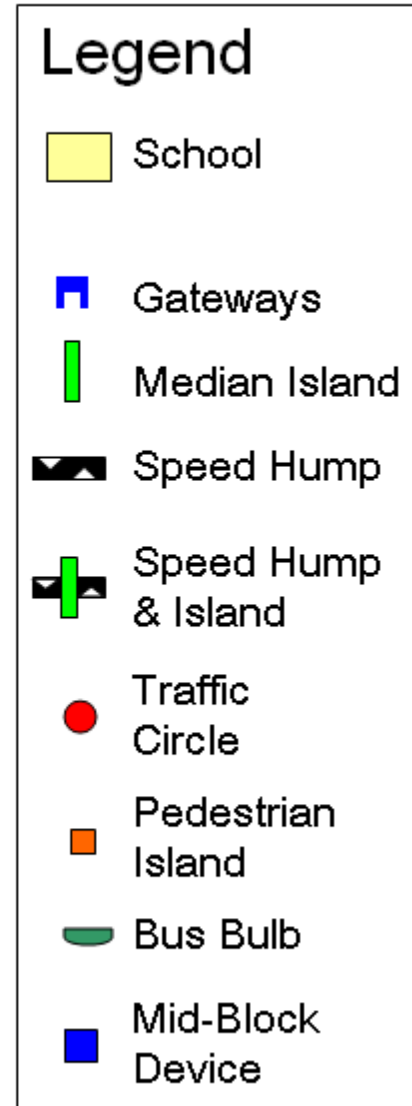 Legend
School
Gateways
Median Island
Speed Hump
Speed Hump
& Island
Traffic
Circle
Pedestrian
Island
Bus Bulb
Mid-Block
Device